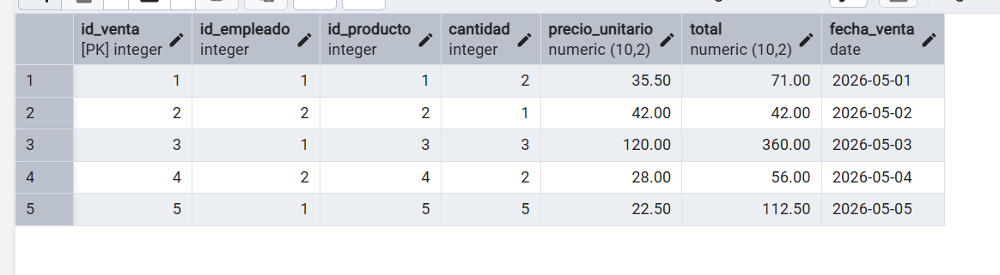 id_venta id_empleado id_producto cantidad precio_unitario total fecha_venta
[PK] integer integer integer integer numeric (10,2) numeric (10,2) date
1 1 1 1 2 35.50 71.00 2026-05-01
2 2 2 2 1 42.00 42.00 2026-05-02
3 3 1 3 3 120.00 360.00 2026-05-03
4 4 2 4 2 28.00 56.00 2026-05-04
5 5 1 5 5 22.50 112.50 2026-05-05